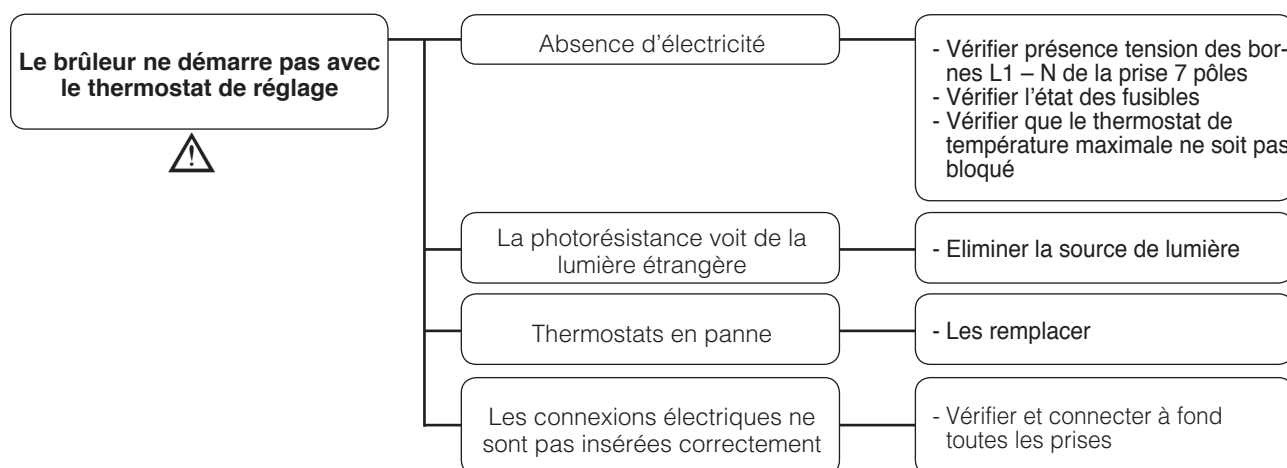 Le brûleur ne démarre pas avec
le thermostat de réglage
Absence d'électricité
- Vérifier présence tension des bor-
nes L1 – N de la prise 7 pôles
- Vérifier l'état des fusibles
- Vérifier que le thermostat de
température maximale ne soit pas
bloqué
La photorésistance voit de la
lumière étrangère
- Eliminer la source de lumière
Thermostats en panne
- Les remplacer
Les connexions électriques ne
sont pas insérées correctement
- Vérifier et connecter à fond
toutes les prises